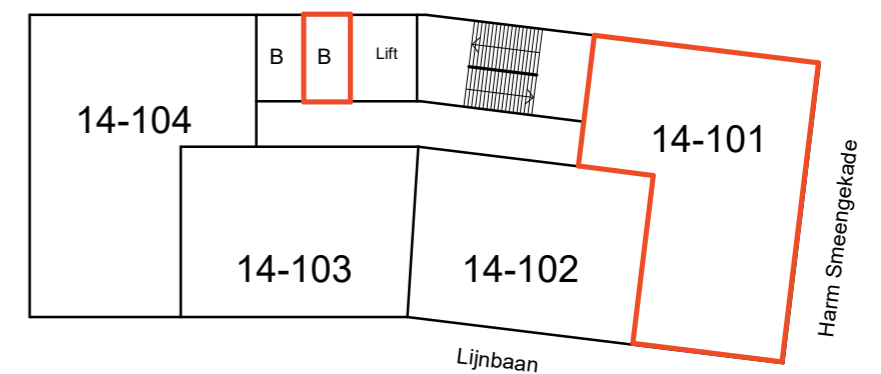 B
B
Lift
14-104
14-101
14-103
14-102
Harm Smeengekade
Lijnbaan